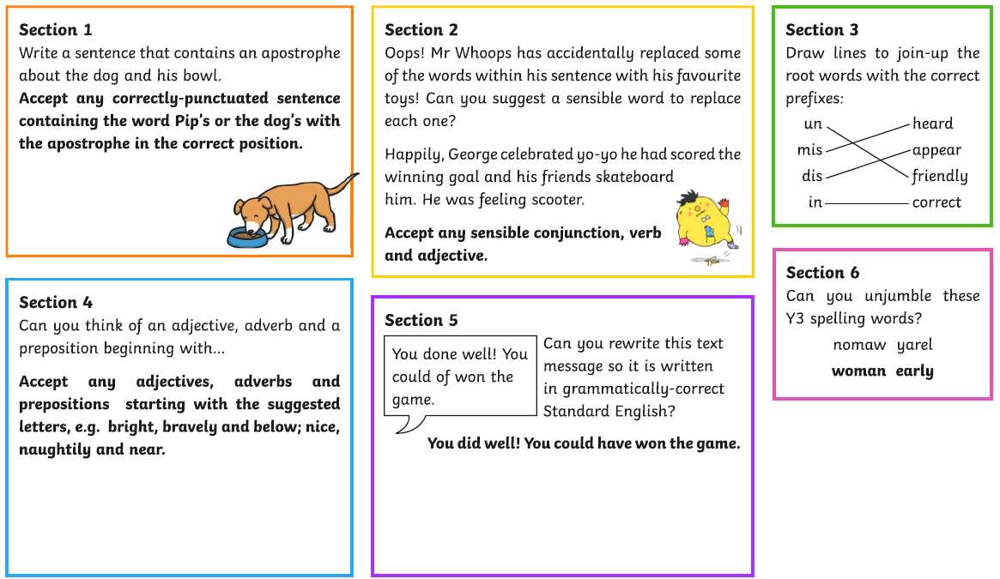 Section 1
Write a sentence that contains an apostrophe
about the dog and his bowl.
Accept any correctly-punctuated sentence
containing the word Pip's or the dog's with
the apostrophe in the correct position.
Section 2
Oops! Mr Whoops has accidentally replaced some
of the words within his sentence with his favourite
toys! Can you suggest a sensible word to replace
each one?
Happily, George celebrated yo-yo he had scored the
winning goal and his friends skateboard
him. He was feeling scooter.
Accept any sensible conjunction, verb
and adjective.
Section 3
Draw lines to join-up the
root words with the correct
prefixes:
un heard
mis appear
dis friendly
in correct
Section 4
Can you think of an adjective, adverb and a
preposition beginning with...
Accept any adjectives, adverbs and
prepositions starting with the suggested
letters, e.g. bright, bravely and below; nice,
naughtily and near.
Section 5
You done well! You
could of won the
game.
Can you rewrite this text
message so it is written
in grammatically-correct
Standard English?
You did well! You could have won the game.
Section 6
Can you unjumble these
Y3 spelling words?
nomaw yarel
woman early